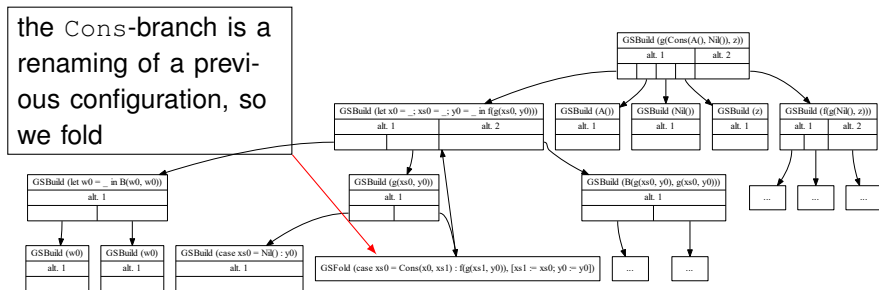 the Cons-branch is a
renaming of a previ-
ous configuration, so
we fold
GSBuild (g(Cons(A(), Nil()), z))
alt. 1 alt. 2
GSBuild (let x0 = _; xs0 = _; y0 = _ in f(g(xs0, y0)))
alt. 1 alt. 2
GSBuild (A())
alt. 1
GSBuild (Nil())
alt. 1
GSBuild (z)
alt. 1
GSBuild (f(g(Nil(), z)))
alt. 1 alt. 2
GSBuild (let w0 = _ in B(w0, w0))
alt. 1
GSBuild (g(xs0, y0))
alt. 1
GSBuild (B(g(xs0, y0), g(xs0, y0)))
alt. 1
...
...
...
GSBuild (w0)
alt. 1
GSBuild (w0)
alt. 1
GSBuild (case xs0 = Nil() : y0)
alt. 1
GSFold (case xs0 = Cons(x0, xs1) : f(g(xs1, y0)), [xs1 := xs0; y0 := y0])
...
...